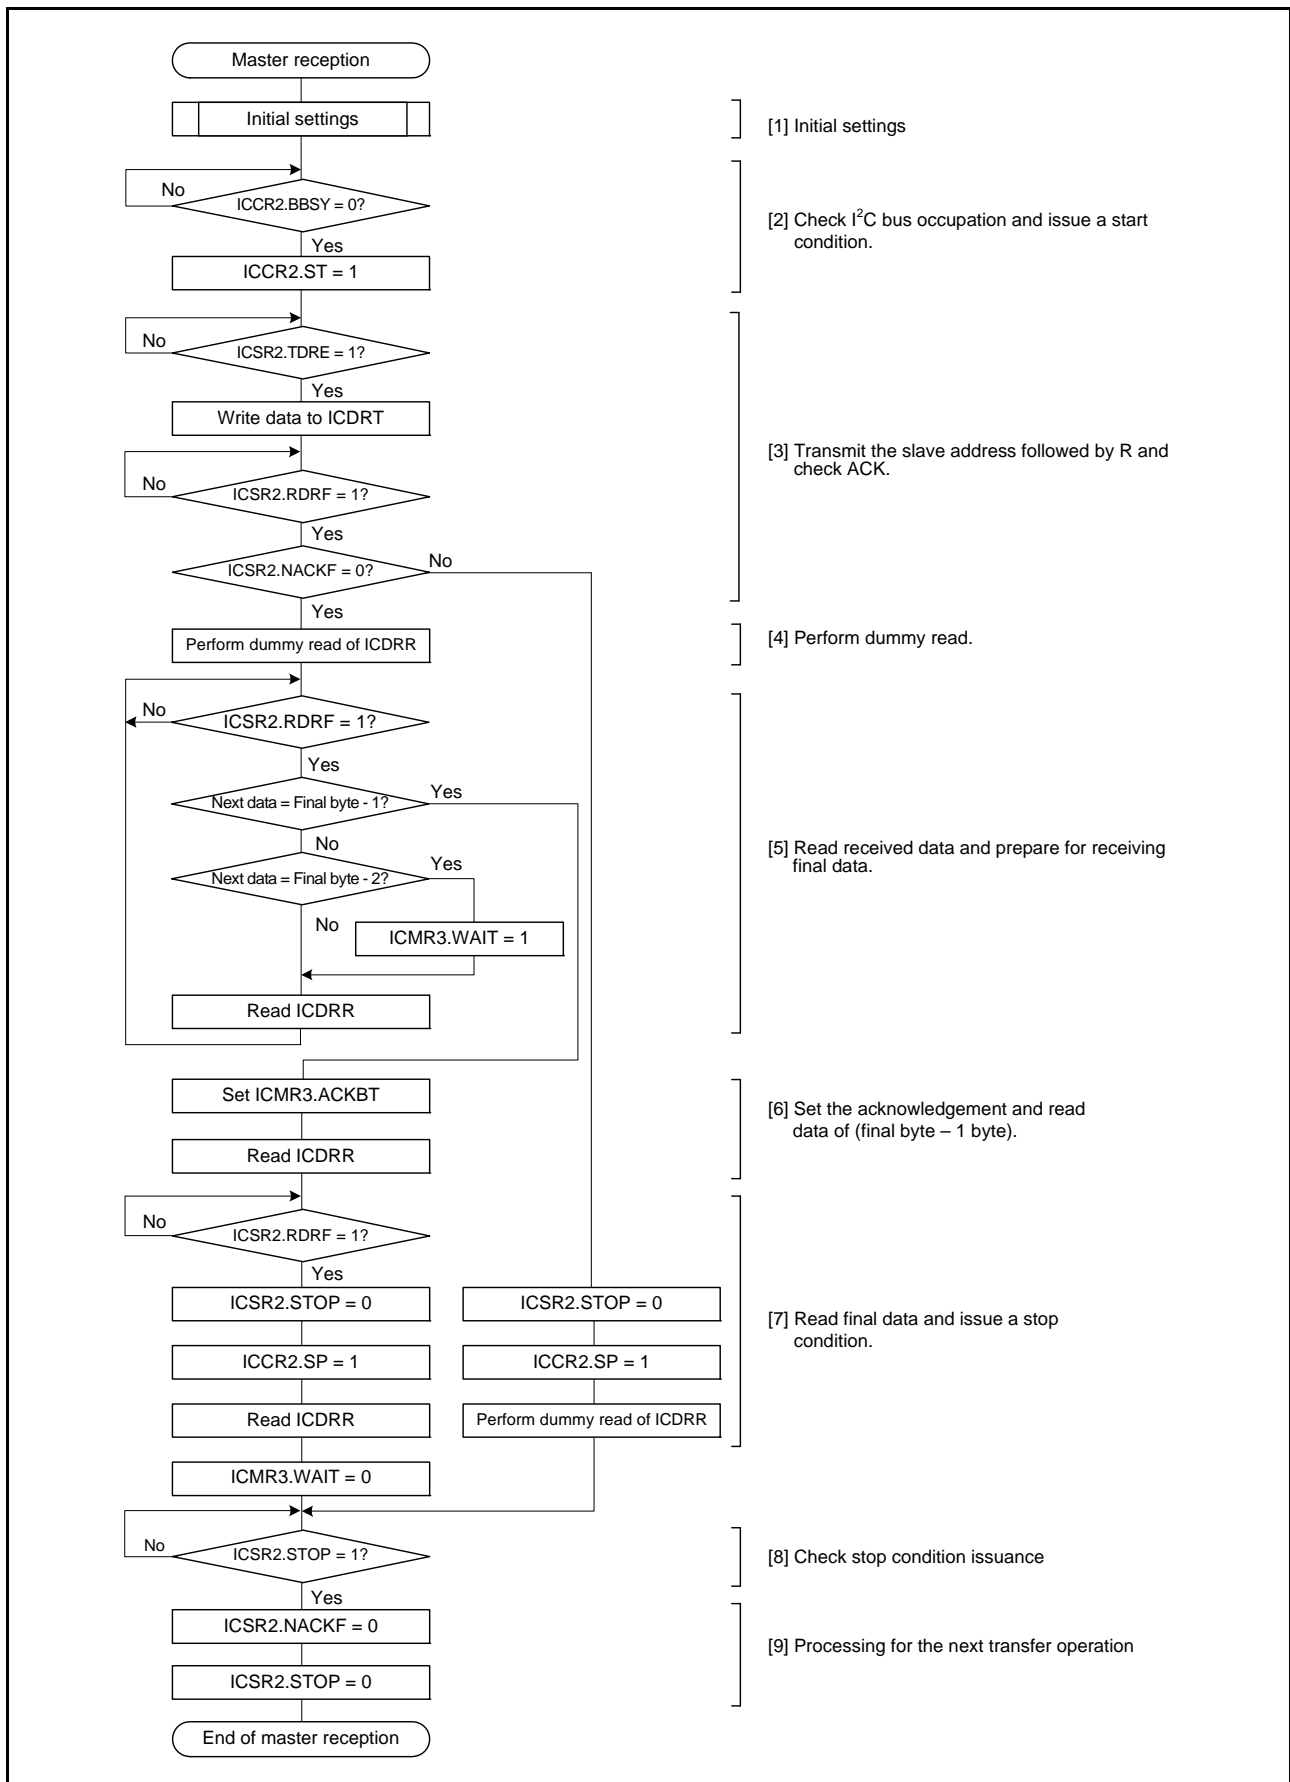 Master reception
Initial settings
[1] Initial settings
No
ICCR2.BBSY = 0?
[2] Check I2C bus occupation and issue a start
condition.
Yes
ICCR2.ST = 1
No
ICSR2.TDRE = 1?
Yes
Write data to ICDRT
[3] Transmit the slave address followed by R and
check ACK.
No
ICSR2.RDRF = 1?
Yes
No
ICSR2.NACKF = 0?
Yes
Perform dummy read of ICDRR
[4] Perform dummy read.
No
ICSR2.RDRF = 1?
Yes
Yes
Next data = Final byte - 1?
No
[5] Read received data and prepare for receiving
final data.
Yes
Next data = Final byte - 2?
No
ICMR3.WAIT = 1
Read ICDRR
Set ICMR3.ACKBT
[6] Set the acknowledgement and read
data of (final byte – 1 byte).
Read ICDRR
No
ICSR2.RDRF = 1?
Yes
ICSR2.STOP = 0
ICSR2.STOP = 0
[7] Read final data and issue a stop
condition.
ICCR2.SP = 1
ICCR2.SP = 1
Read ICDRR
Perform dummy read of ICDRR
ICMR3.WAIT = 0
No
ICSR2.STOP = 1?
[8] Check stop condition issuance
Yes
ICSR2.NACKF = 0
[9] Processing for the next transfer operation
ICSR2.STOP = 0
End of master reception